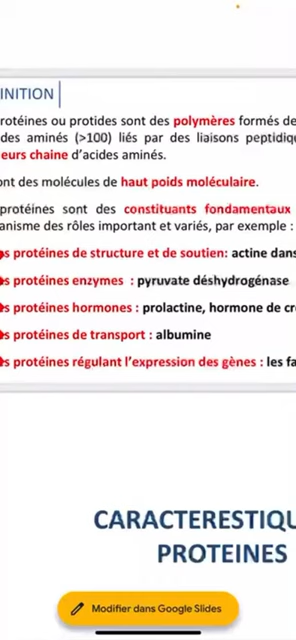 INITION
rotéines ou protides sont des polymères formés de
des aminés (>100) liés par des liaisons peptidiq
eurs chaine d'acides aminés.
ont des molécules de haut poids moléculaire.
protéines sont des constituants fondamentaux
anisme des rôles important et variés, par exemple :
s protéines de structure et de soutien: actine dans
s protéines enzymes : pyruvate déshydrogénase
s protéines hormones : prolactine, hormone de cr
s protéines de transport : albumine
s protéines régulant l'expression des gènes : les fa
CARACTERESTIQU
PROTEINES
Modifier dans Google Slides